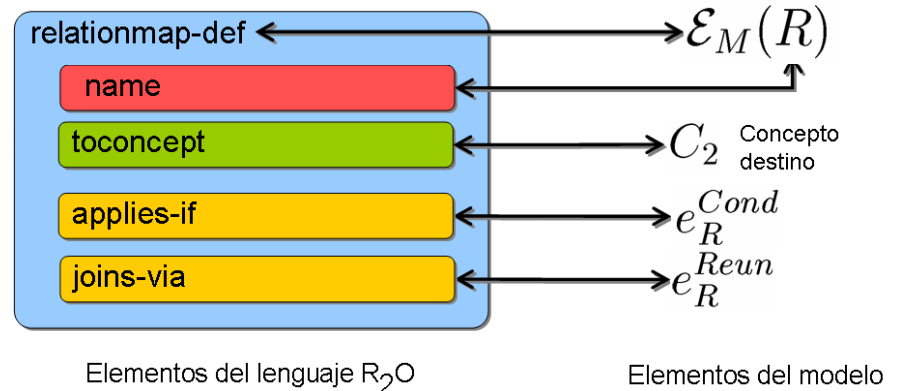 relationmap-def ℰ_M(R)
name
toconcept C_2 Concepto
destino
applies-if e_R^{Cond}
joins-via e_R^{Reun}
Elementos del lenguaje R_2O Elementos del modelo